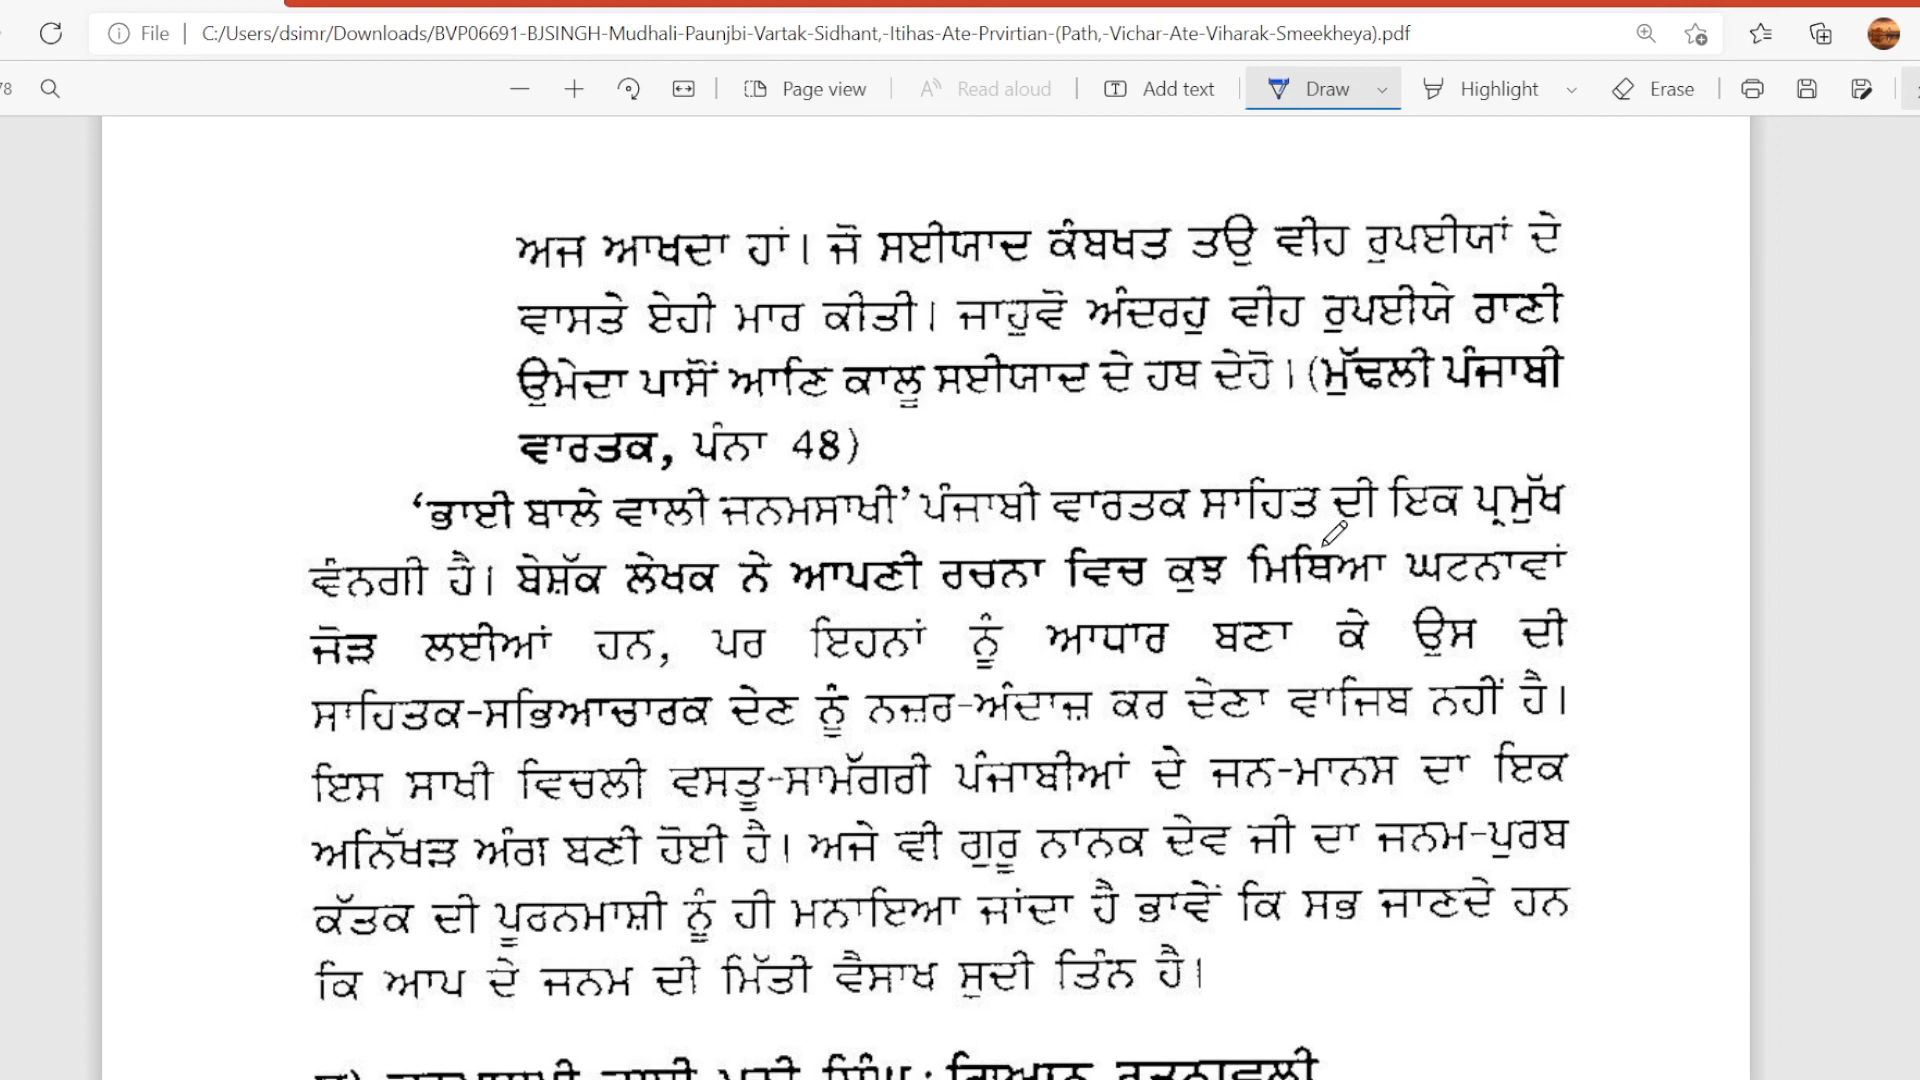 File
C:/Users/dsimr/Downloads/BVP06691-BJSINGH-Mudhali-Paunjbi-Vartak-Sidhant,-Itihas-Ate-Prvirtian-(Path,-Vichar-Ate-Viharak-Smeekheya).pdf
78 Page view Read aloud Add text Draw Highlight Erase
ਅਜ ਆਖਦਾ ਹਾਂ। ਜੋ ਸਈਯਾਦ ਕੰਬਖਤ ਤਉ ਵੀਹ ਰੁਪਈਯਾਂ ਦੇ
ਵਾਸਤੇ ਏਹੀ ਮਾਰ ਕੀਤੀ। ਜਾਹੁਵੋ ਅੰਦਰਹੁ ਵੀਹ ਰੁਪਈਯੇ ਰਾਣੀ
ਉਮੇਦਾ ਪਾਸੋਂ ਆਣਿ ਕਾਲੂ ਸਈਯਾਦ ਦੇ ਹਥ ਦੇਹੋ। (ਮੁੱਢਲੀ ਪੰਜਾਬੀ
ਵਾਰਤਕ, ਪੰਨਾ 48)
‘ਭਾਈ ਬਾਲੇ ਵਾਲੀ ਜਨਮਸਾਖੀ’ ਪੰਜਾਬੀ ਵਾਰਤਕ ਸਾਹਿਤ ਦੀ ਇਕ ਪ੍ਰਮੁੱਖ
ਵੰਨਗੀ ਹੈ। ਬੇਸ਼ੱਕ ਲੇਖਕ ਨੇ ਆਪਣੀ ਰਚਨਾ ਵਿਚ ਕੁਝ ਮਿਥਿਆ ਘਟਨਾਵਾਂ
ਜੋੜ ਲਈਆਂ ਹਨ, ਪਰ ਇਹਨਾਂ ਨੂੰ ਆਧਾਰ ਬਣਾ ਕੇ ਉਸ ਦੀ
ਸਾਹਿਤਕ-ਸਭਿਆਚਾਰਕ ਦੇਣ ਨੂੰ ਨਜ਼ਰ-ਅੰਦਾਜ਼ ਕਰ ਦੇਣਾ ਵਾਜਿਬ ਨਹੀਂ ਹੈ।
ਇਸ ਸਾਖੀ ਵਿਚਲੀ ਵਸਤੂ-ਸਾਮੱਗਰੀ ਪੰਜਾਬੀਆਂ ਦੇ ਜਨ-ਮਾਨਸ ਦਾ ਇਕ
ਅਨਿੱਖੜ ਅੰਗ ਬਣੀ ਹੋਈ ਹੈ। ਅਜੇ ਵੀ ਗੁਰੂ ਨਾਨਕ ਦੇਵ ਜੀ ਦਾ ਜਨਮ-ਪੁਰਬ
ਕੱਤਕ ਦੀ ਪੂਰਨਮਾਸ਼ੀ ਨੂੰ ਹੀ ਮਨਾਇਆ ਜਾਂਦਾ ਹੈ ਭਾਵੇਂ ਕਿ ਸਭ ਜਾਣਦੇ ਹਨ
ਕਿ ਆਪ ਦੇ ਜਨਮ ਦੀ ਮਿੱਤੀ ਵੈਸਾਖ ਸੁਦੀ ਤਿੰਨ ਹੈ।